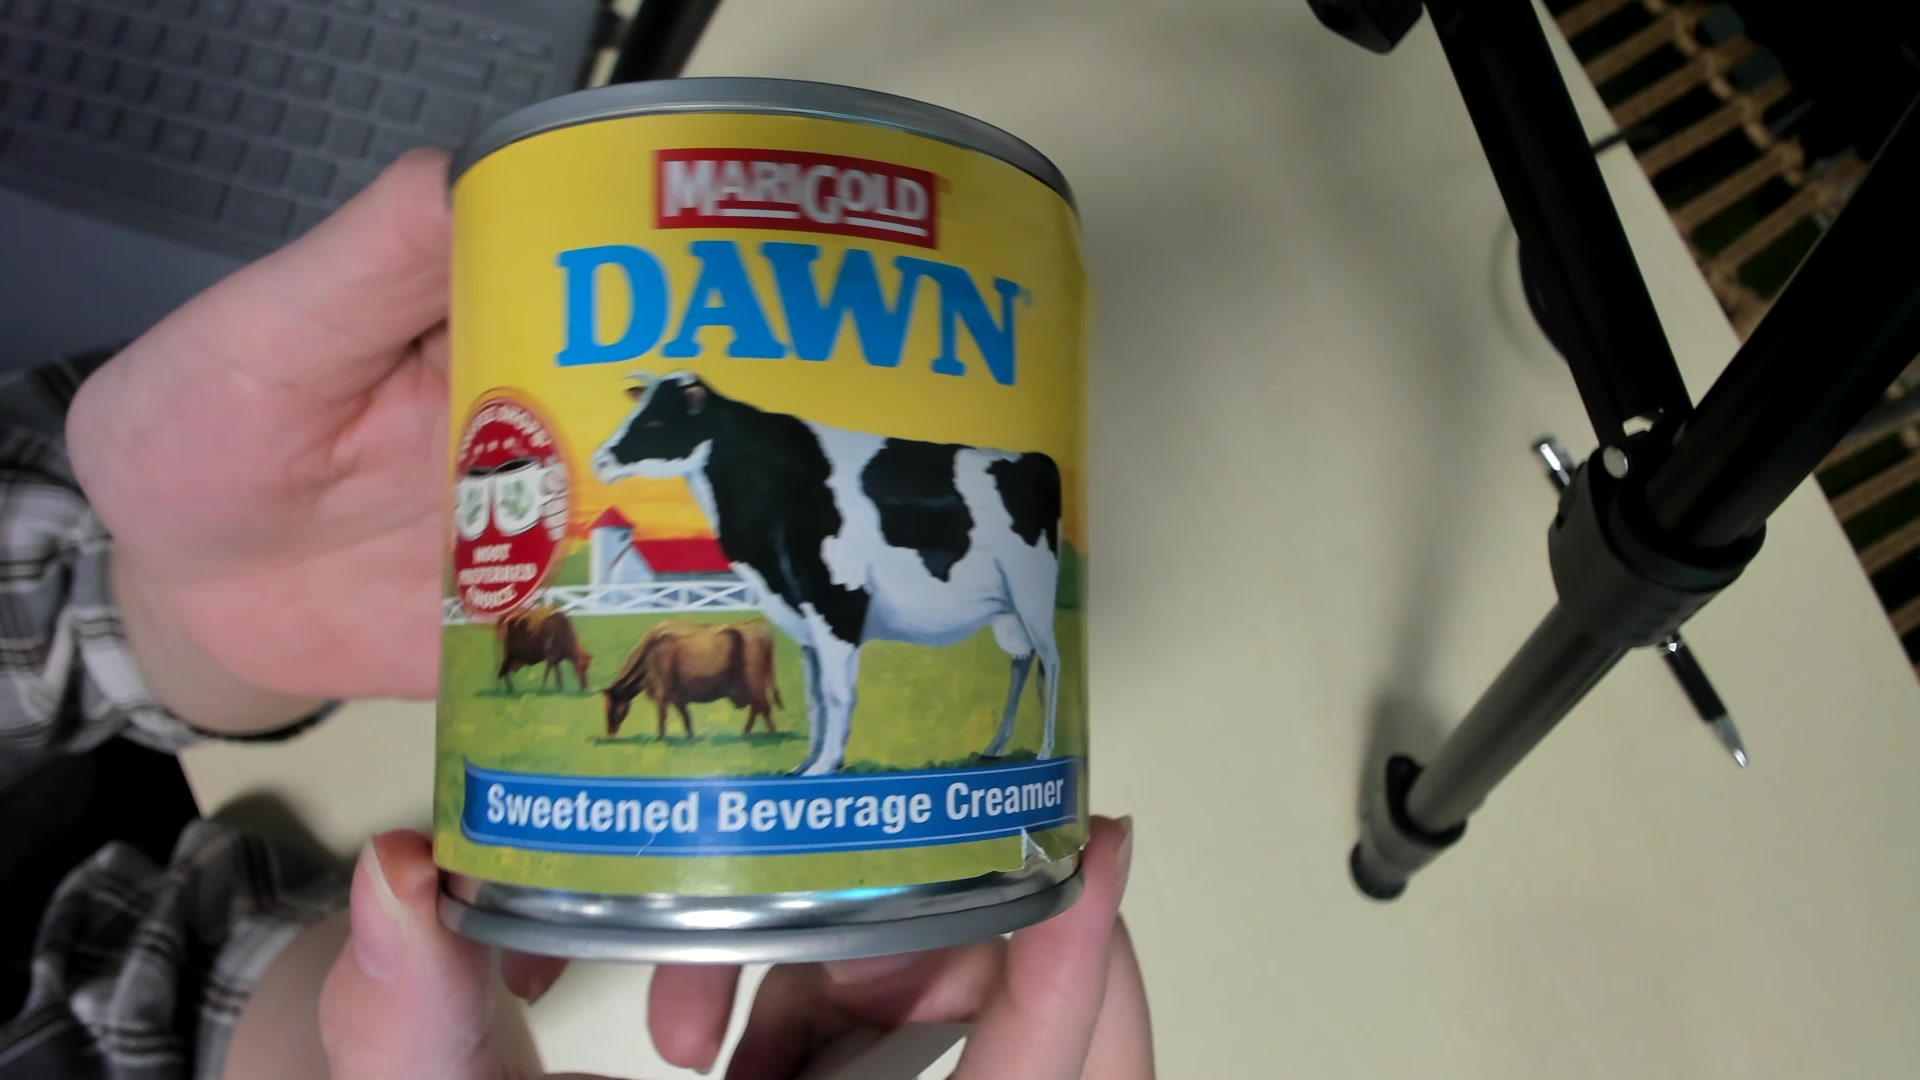 MARIGOLD
DAWN®
MOST
PREFERRED
CHOICE
Sweetened Beverage Creamer